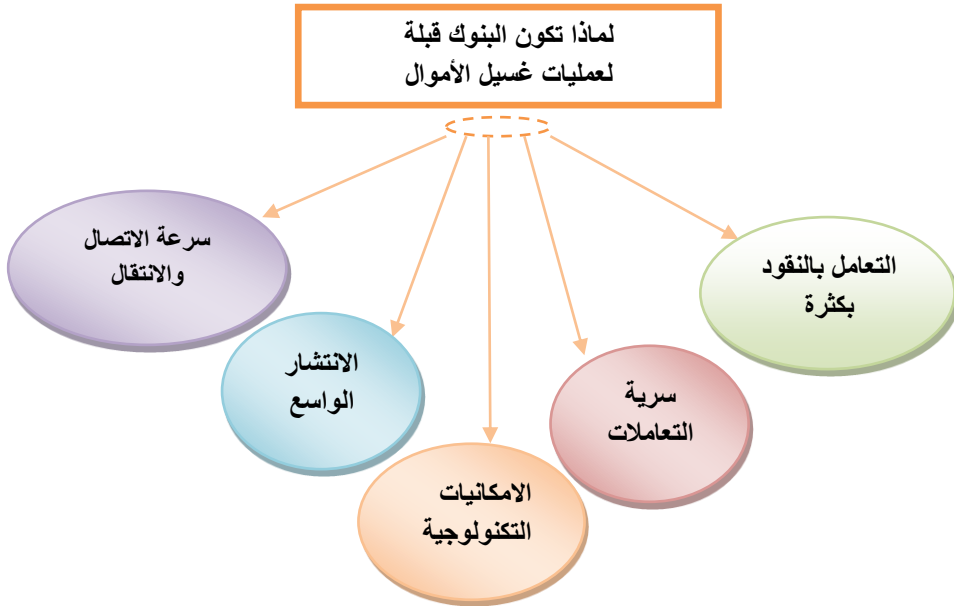 لماذا تكون البنوك قبلة
لعمليات غسيل الأموال
التعامل بالنقود
بكثرة
سرية
التعاملات
الامكانيات
التكنولوجية
الانتشار
الواسع
سرعة الاتصال
والانتقال